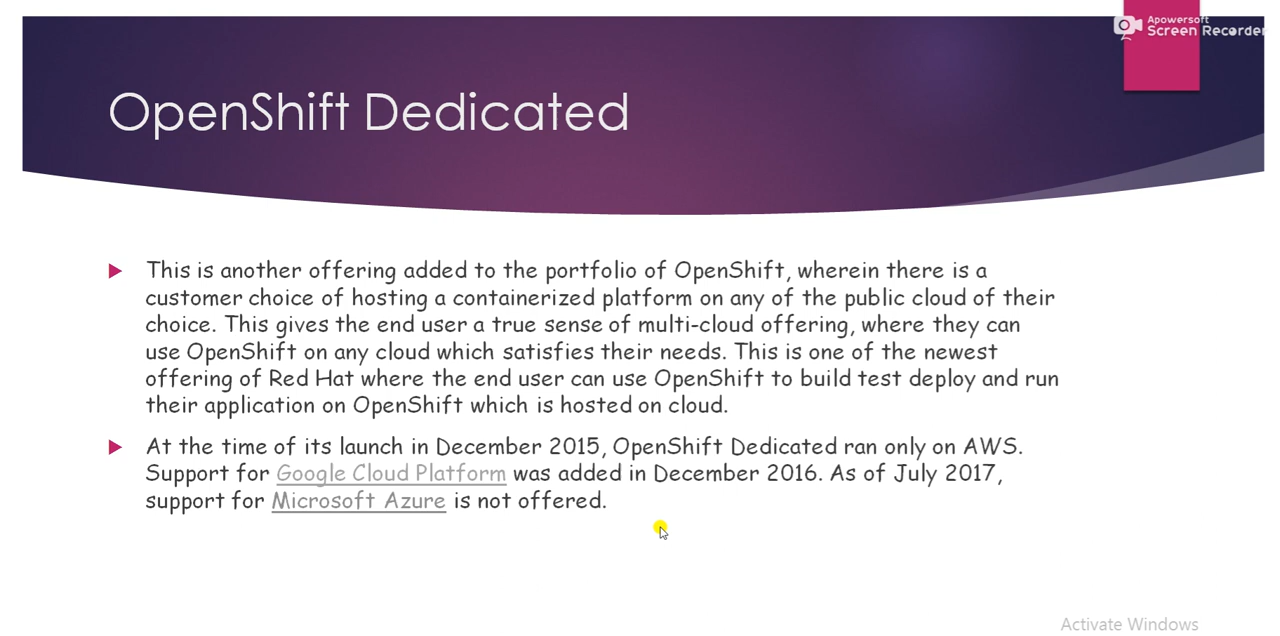 Apowersoft
Screen Recorder
OpenShift Dedicated
This is another offering added to the portfolio of OpenShift, wherein there is a
customer choice of hosting a containerized platform on any of the public cloud of their
choice. This gives the end user a true sense of multi-cloud offering, where they can
use OpenShift on any cloud which satisfies their needs. This is one of the newest
offering of Red Hat where the end user can use OpenShift to build test deploy and run
their application on OpenShift which is hosted on cloud.
At the time of its launch in December 2015, OpenShift Dedicated ran only on AWS.
Support for Google Cloud Platform was added in December 2016. As of July 2017,
support for Microsoft Azure is not offered.
Activate Windows